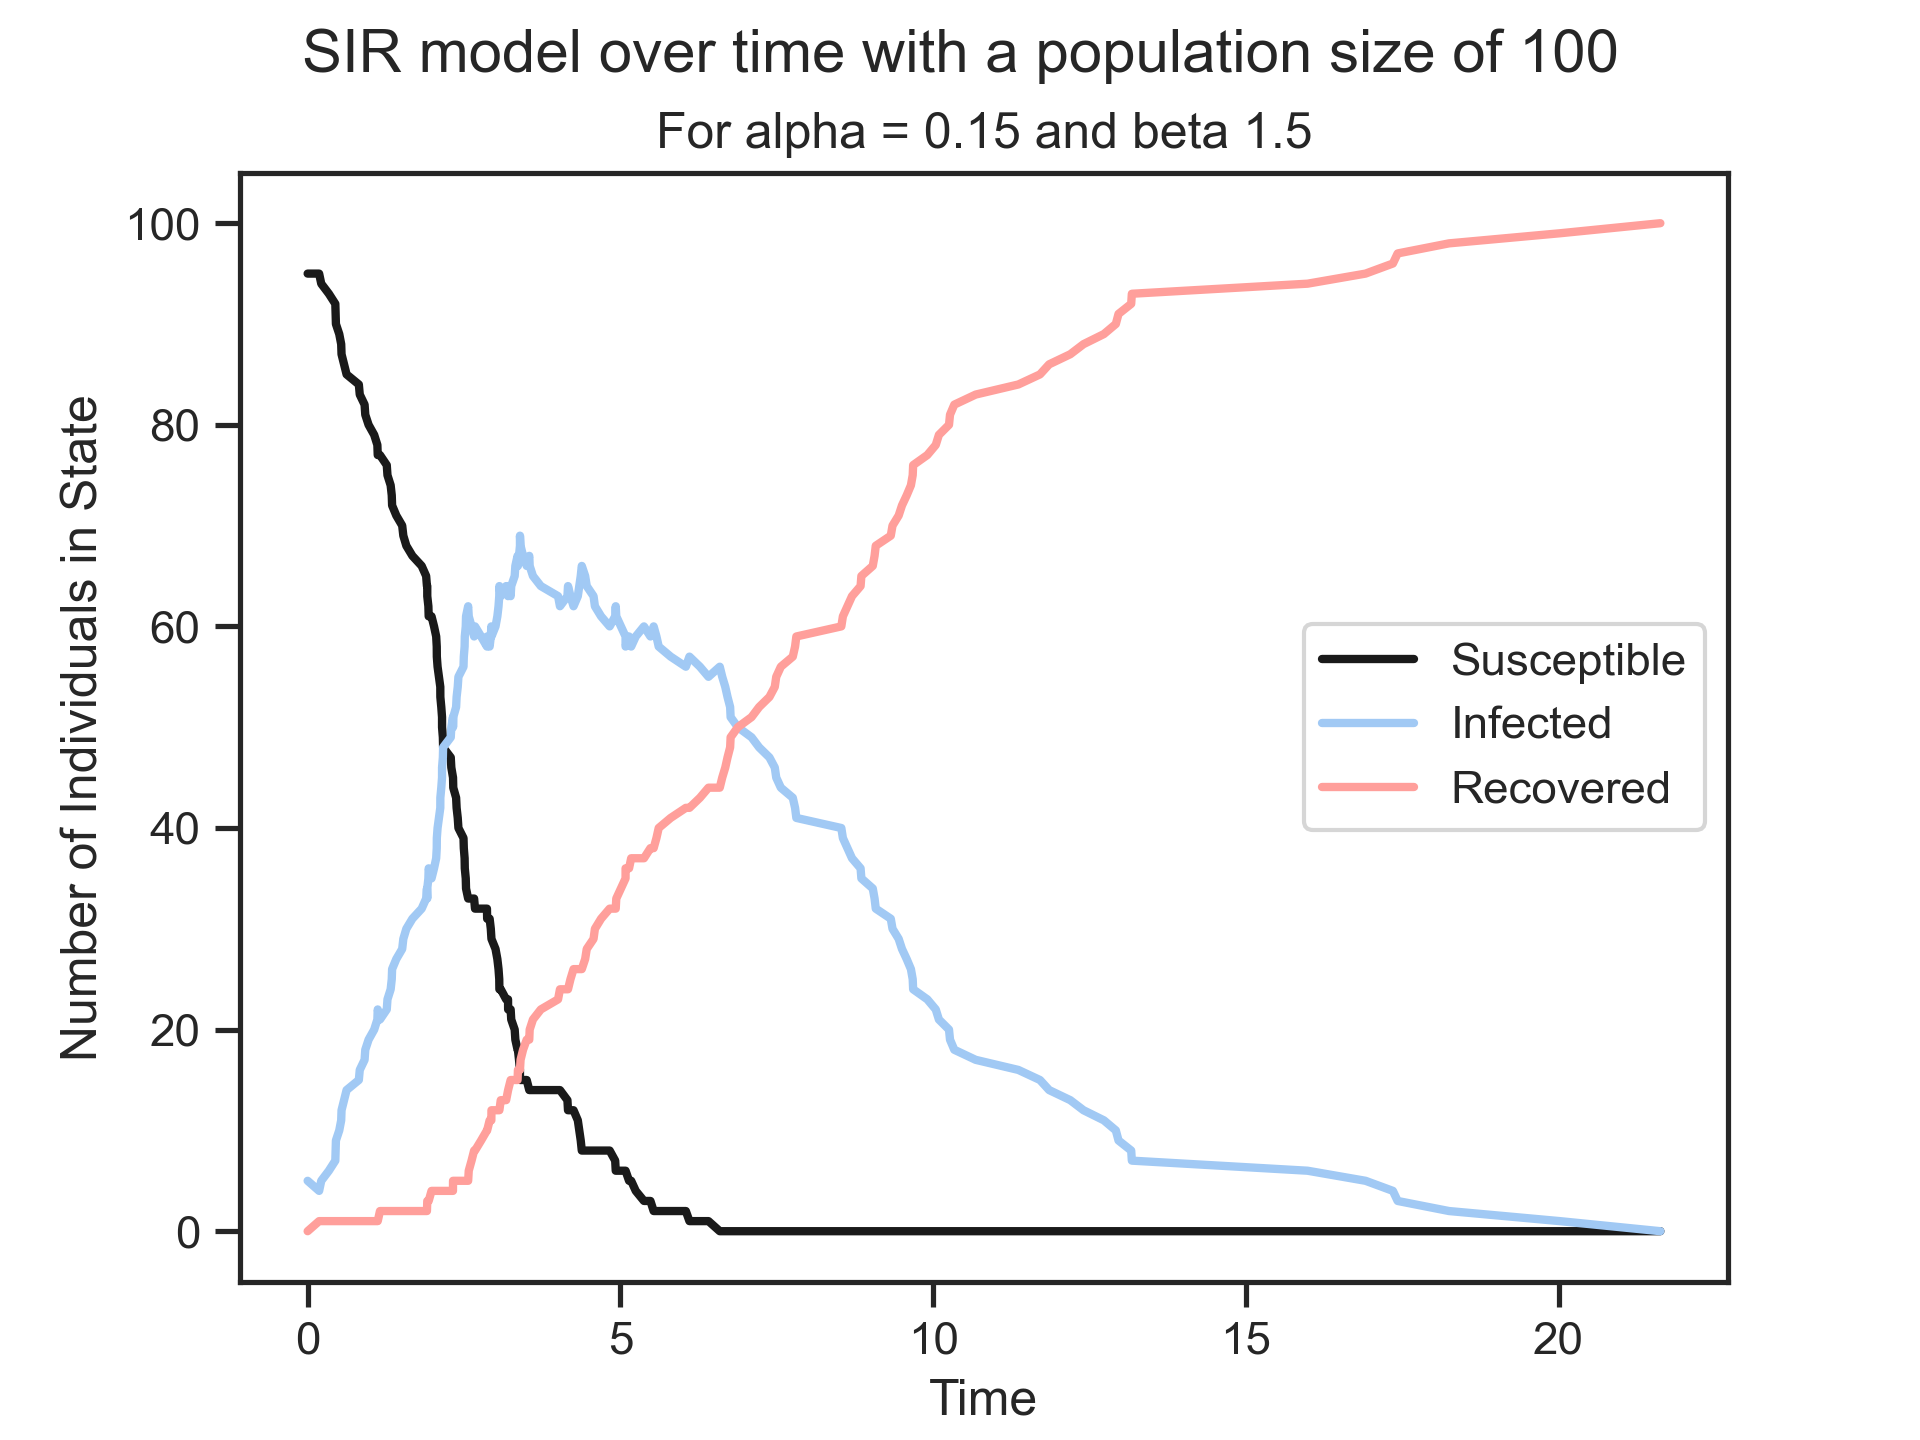 SIR model over time with a population size of 100
For alpha = 0.15 and beta 1.5
Number of Individuals in State
100
80
60
40
20
0
Susceptible
Infected
Recovered
0 5 10 15 20
Time